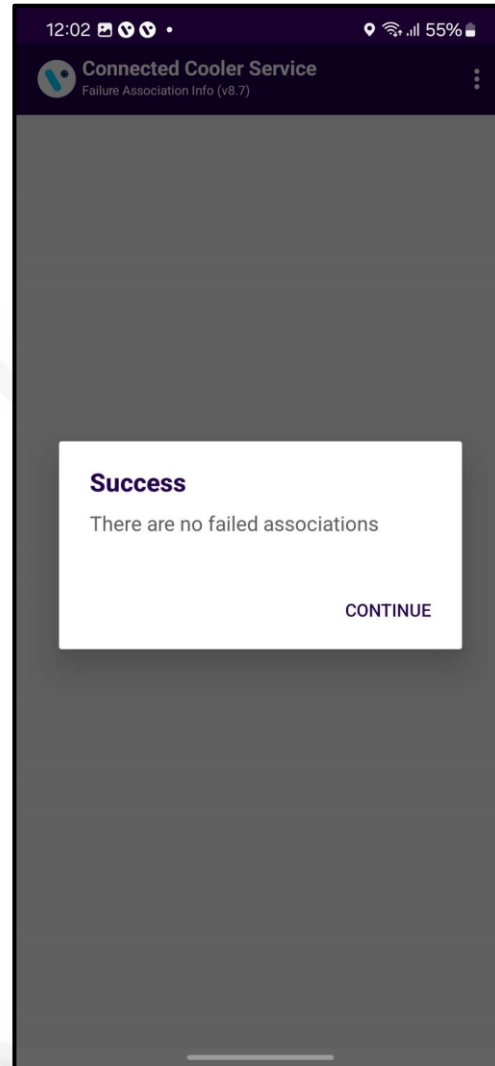 12:02 55%
Connected Cooler Service
Failure Association Info (v8.7)
Success
There are no failed associations
CONTINUE